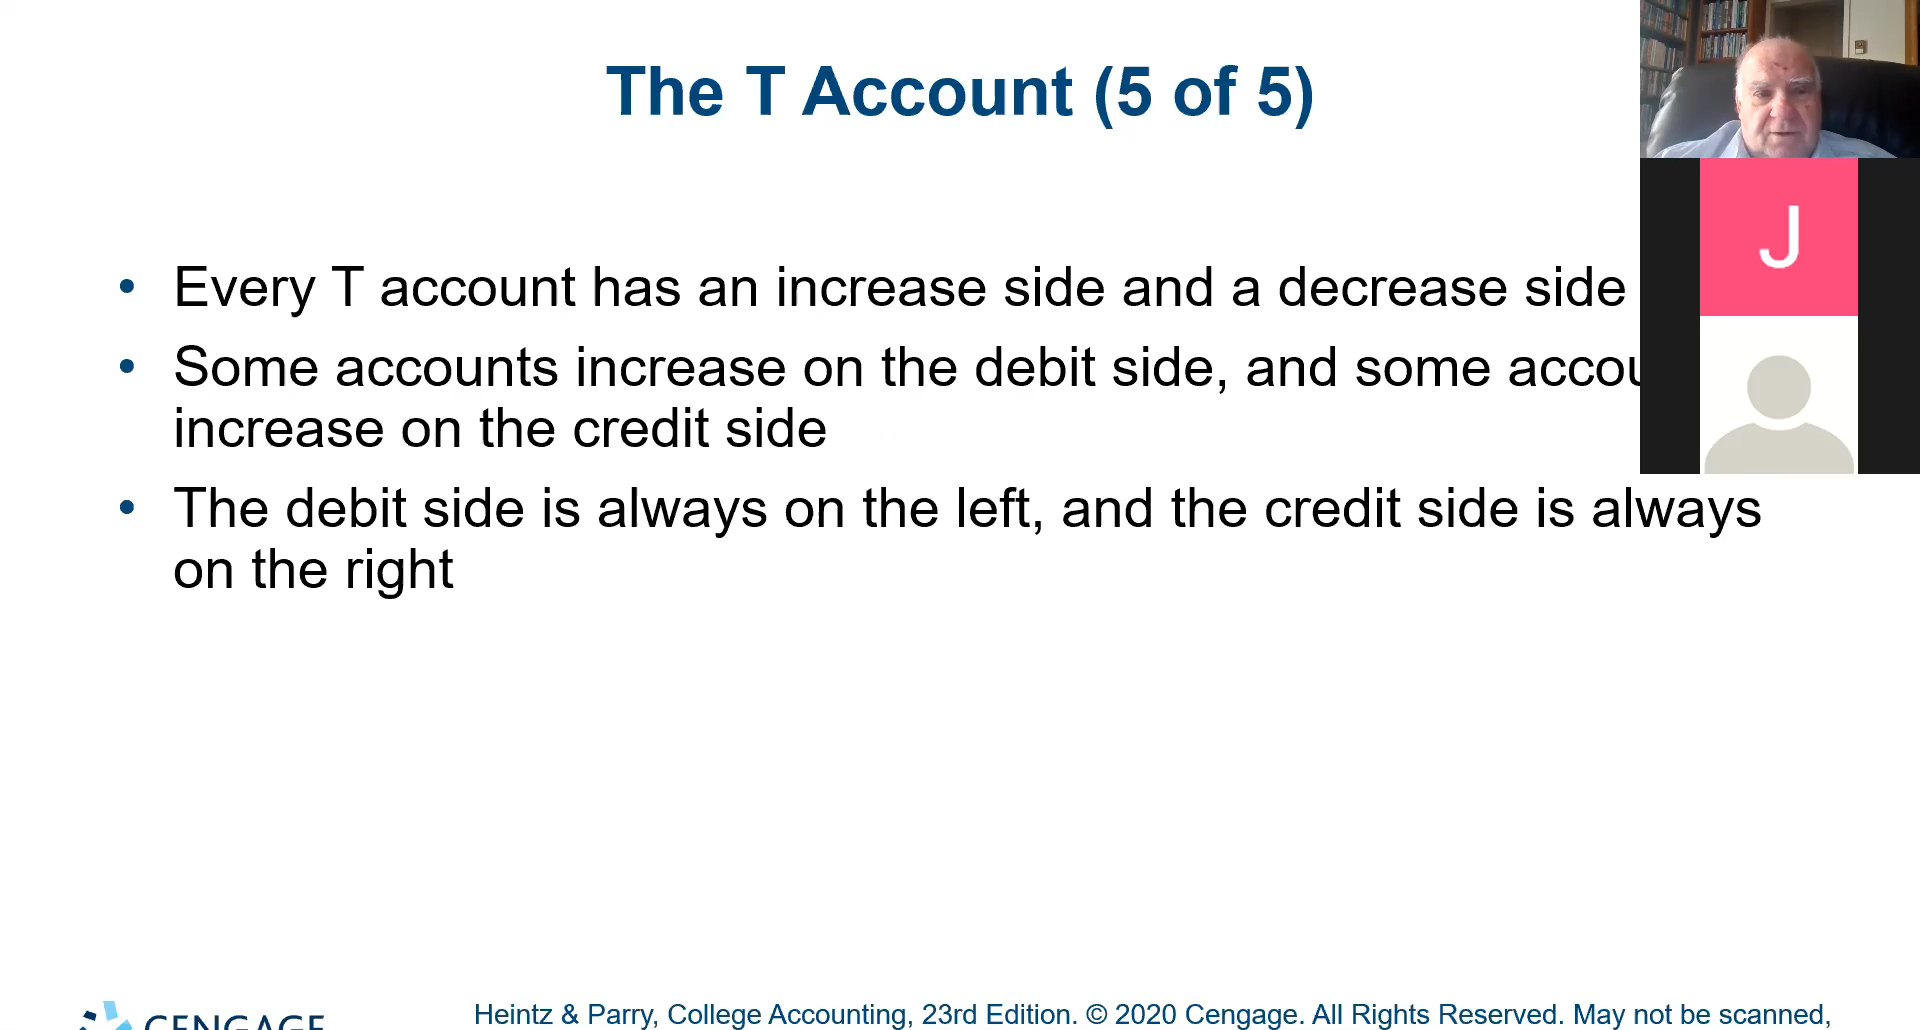 The T Account (5 of 5)
J
• Every T account has an increase side and a decrease side
• Some accounts increase on the debit side, and some accou
increase on the credit side
• The debit side is always on the left, and the credit side is always
on the right
CENGAGE
Heintz & Parry, College Accounting, 23rd Edition. © 2020 Cengage. All Rights Reserved. May not be scanned,